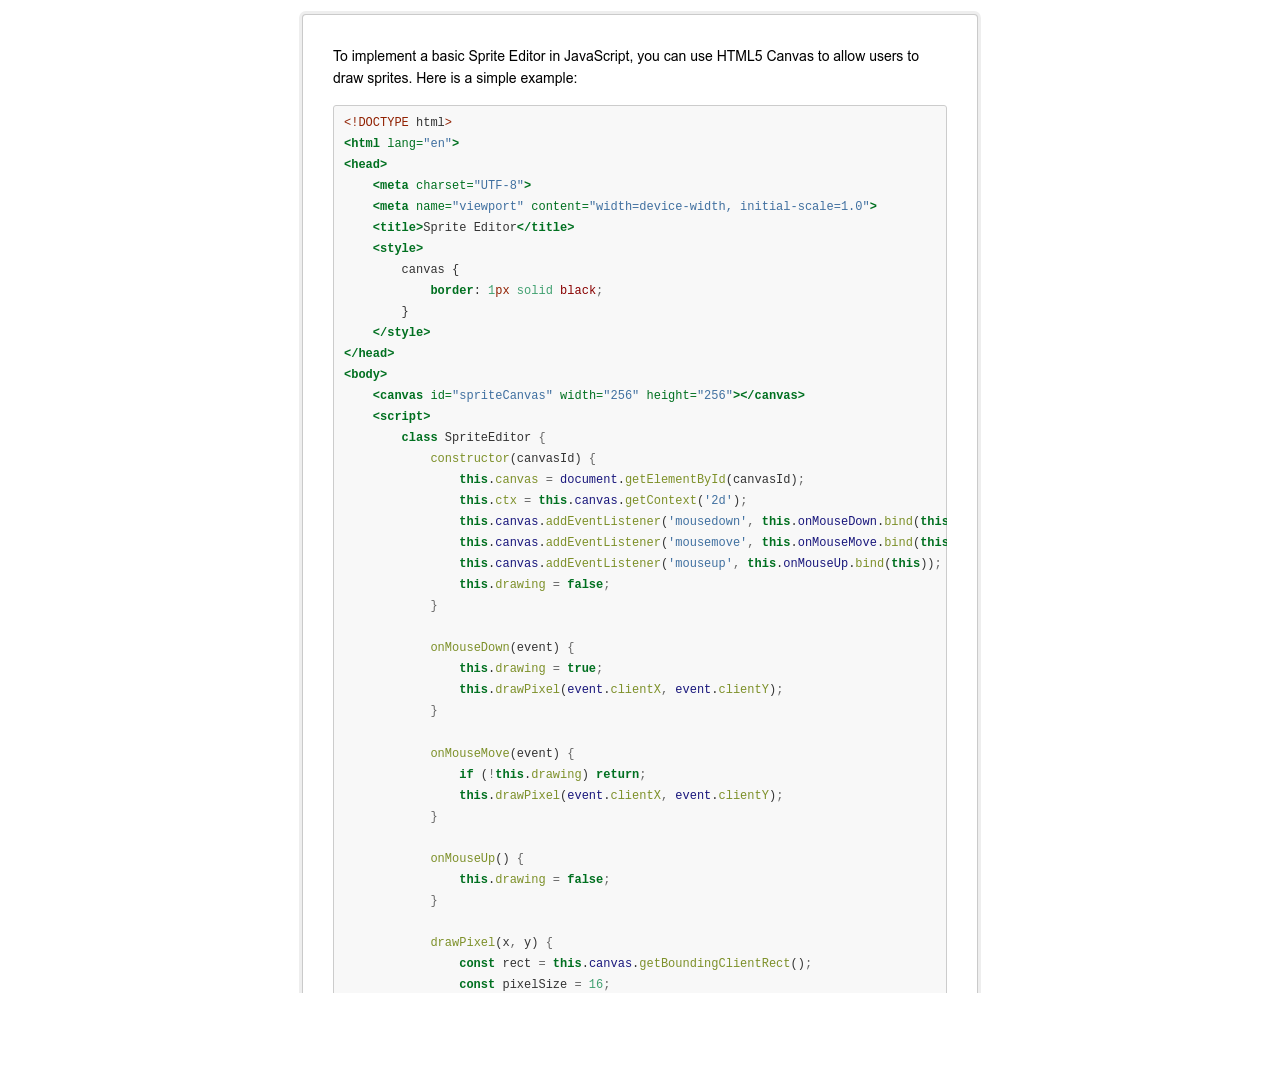 To implement a basic Sprite Editor in JavaScript, you can use HTML5 Canvas to allow users to
draw sprites. Here is a simple example:
<!DOCTYPE html>
<html lang="en">
<head>
    <meta charset="UTF-8">
    <meta name="viewport" content="width=device-width, initial-scale=1.0">
    <title>Sprite Editor</title>
    <style>
        canvas {
            border: 1px solid black;
        }
    </style>
</head>
<body>
    <canvas id="spriteCanvas" width="256" height="256"></canvas>
    <script>
        class SpriteEditor {
            constructor(canvasId) {
                this.canvas = document.getElementById(canvasId);
                this.ctx = this.canvas.getContext('2d');
                this.canvas.addEventListener('mousedown', this.onMouseDown.bind(this
                this.canvas.addEventListener('mousemove', this.onMouseMove.bind(this
                this.canvas.addEventListener('mouseup', this.onMouseUp.bind(this));
                this.drawing = false;
            }

            onMouseDown(event) {
                this.drawing = true;
                this.drawPixel(event.clientX, event.clientY);
            }

            onMouseMove(event) {
                if (!this.drawing) return;
                this.drawPixel(event.clientX, event.clientY);
            }

            onMouseUp() {
                this.drawing = false;
            }

            drawPixel(x, y) {
                const rect = this.canvas.getBoundingClientRect();
                const pixelSize = 16;